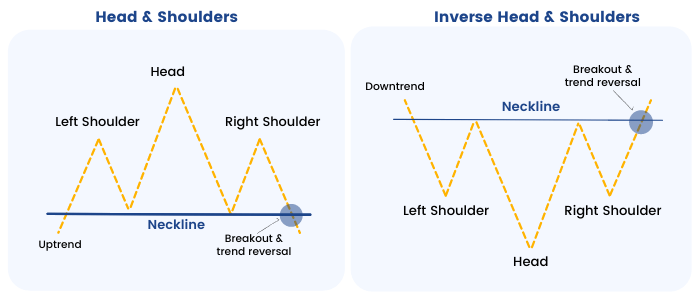 Head & Shoulders
Head
Left Shoulder
Right Shoulder
Neckline
Uptrend
Breakout &
trend reversal
Inverse Head & Shoulders
Downtrend
Breakout &
trend reversal
Neckline
Left Shoulder
Right Shoulder
Head